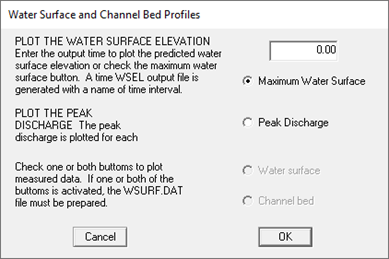 Water Surface and Channel Bed Profiles
PLOT THE WATER SURFACE ELEVATION
Enter the output time to plot the predicted water
surface elevation or check the maximum water
surface button. A time WSEL output file is
generated with a name of time interval.
0.00
Maximum Water Surface
PLOT THE PEAK
DISCHARGE The peak
discharge is plotted for each
Peak Discharge
Check one or both buttoms to plot
measured data. If one or both of the
buttoms is activated, the WSURF.DAT
file must be prepared.
Water surface
Channel bed
Cancel
OK